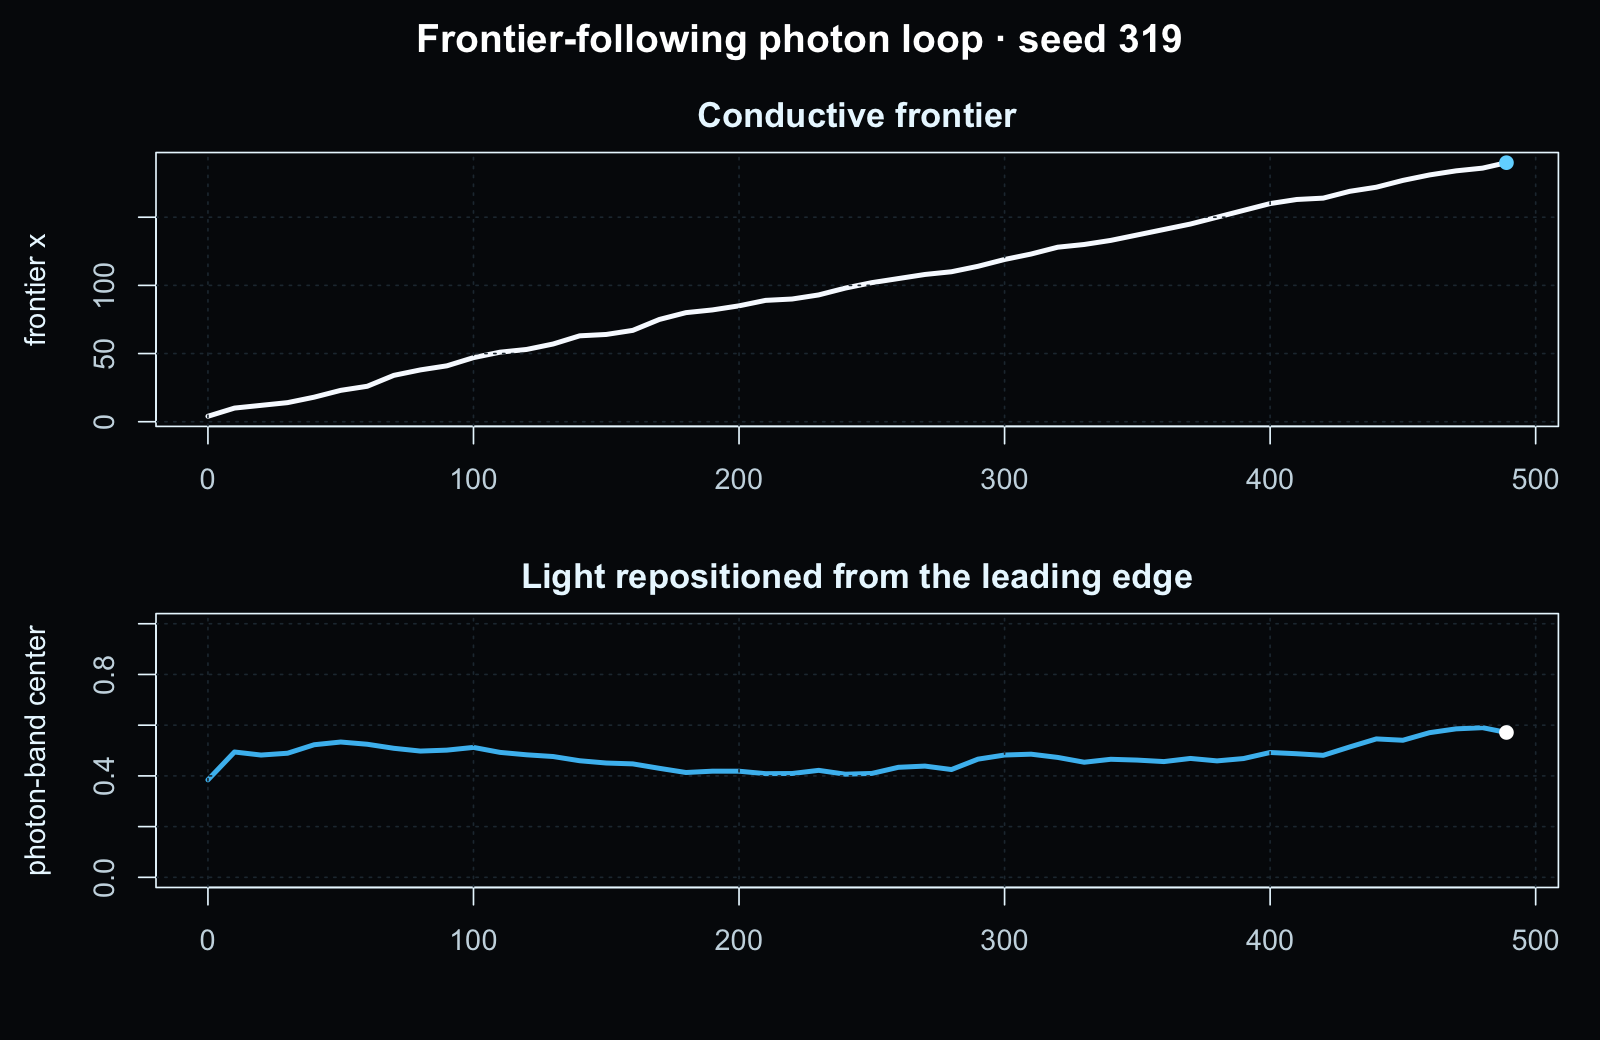 Frontier-following photon loop · seed 319
Conductive frontier
frontier x
100
50
0
0 100 200 300 400 500
Light repositioned from the leading edge
photon-band center
0.8
0.4
0.0
0 100 200 300 400 500